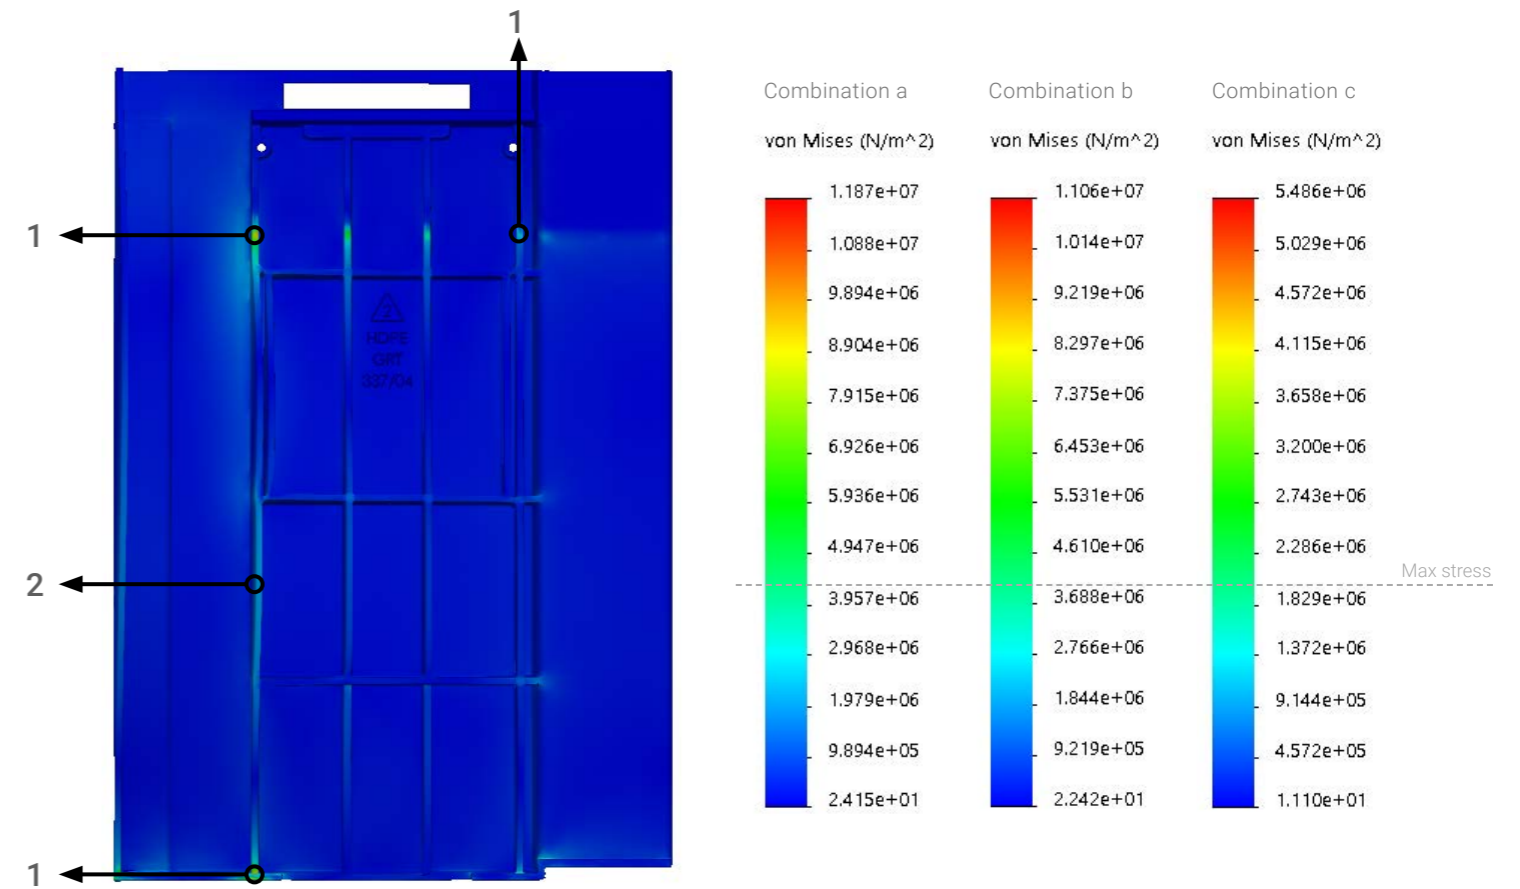 1
1
2
1
2
HDPE
GRT
337/04
Combination a
von Mises (N/m^2)
1.187e+07
1.088e+07
9.894e+06
8.904e+06
7.915e+06
6.926e+06
5.936e+06
4.947e+06
3.957e+06
2.968e+06
1.979e+06
9.894e+05
2.415e+01
Combination b
von Mises (N/m^2)
1.106e+07
1.014e+07
9.219e+06
8.297e+06
7.375e+06
6.453e+06
5.531e+06
4.610e+06
3.688e+06
2.766e+06
1.844e+06
9.219e+05
2.242e+01
Combination c
von Mises (N/m^2)
5.486e+06
5.029e+06
4.572e+06
4.115e+06
3.658e+06
3.200e+06
2.743e+06
2.286e+06
1.829e+06
1.372e+06
9.144e+05
4.572e+05
1.110e+01
Max stress